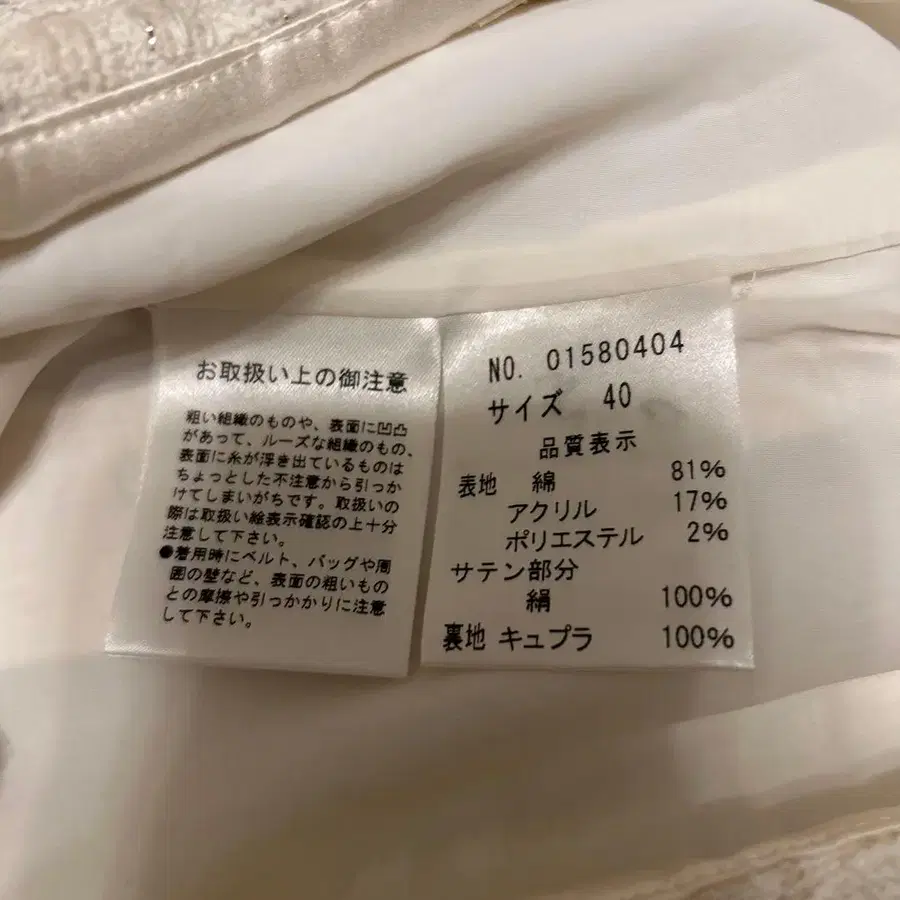 お取扱い上の御注意
粗い組織のものや、表面に凹凸
があって、ルーズな組織のもの、
表面に糸が浮き出ているものは
ちょっとした不注意から引っか
けてしまいがちです。取扱いの
際は取扱い絵表示確認の上十分
注意して下さい。
●着用時にベルト、バッグや周
囲の壁など、表面の粗いもの
との摩擦や引っかかりに注意
して下さい。
NO. 01580404
サイズ 40
品質表示
表地 綿 81%
アクリル 17%
ポリエステル 2%
サテン部分
絹 100%
裏地 キュプラ 100%